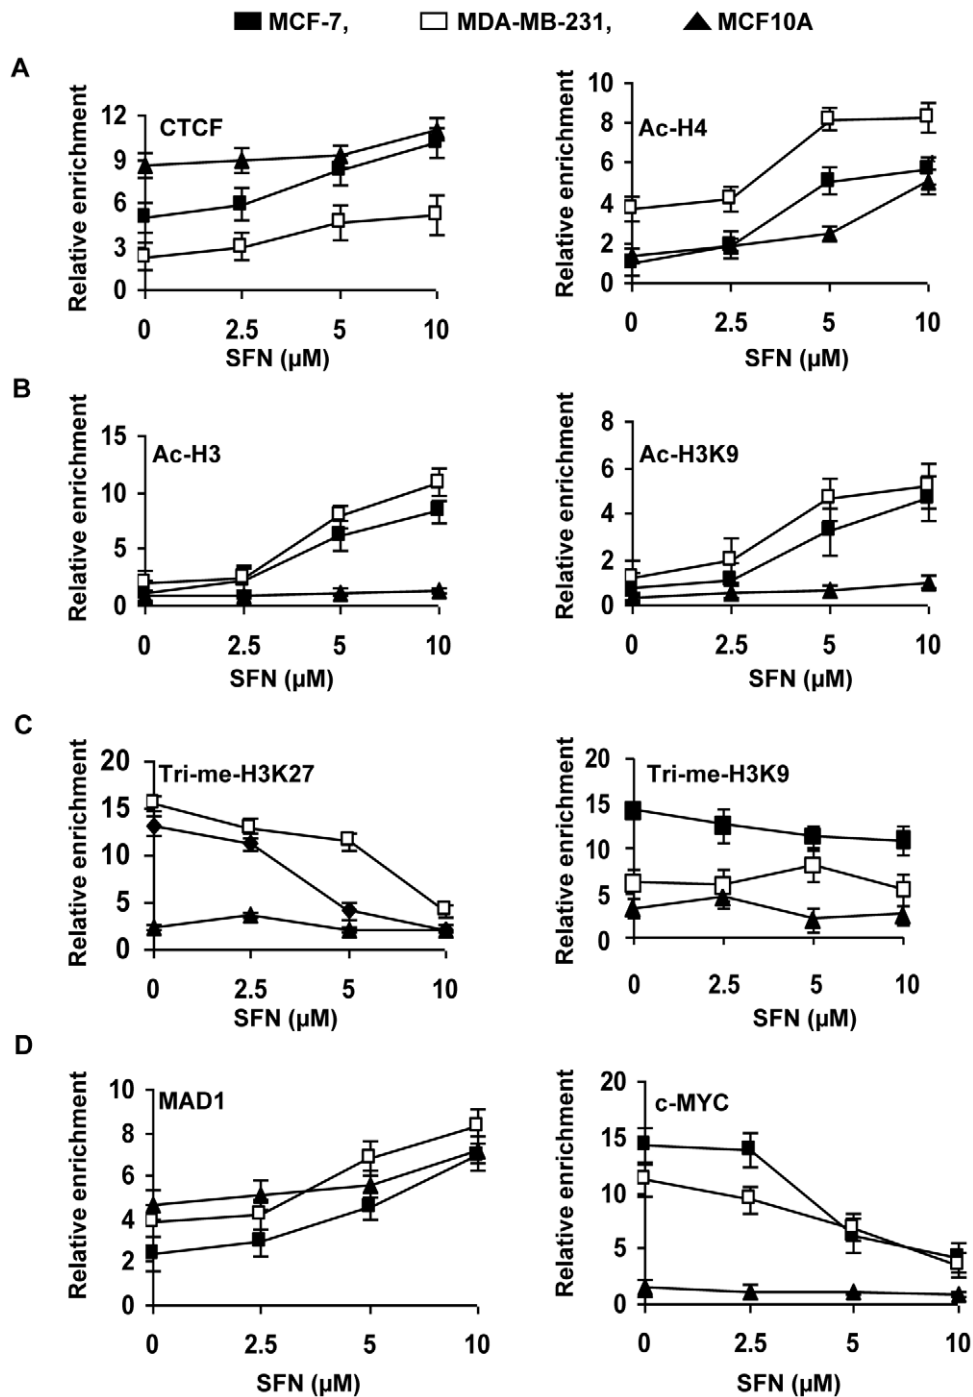 MCF-7, MDA-MB-231, MCF10A
A
CTCF
Relative enrichment
12
9
6
3
0
0 2.5 5 10
SFN (µM)
Ac-H4
Relative enrichment
10
8
6
4
2
0
0 2.5 5 10
SFN (µM)
B
Ac-H3
Relative enrichment
15
10
5
0
0 2.5 5 10
SFN (µM)
Ac-H3K9
Relative enrichment
8
6
4
2
0
0 2.5 5 10
SFN (µM)
C
Tri-me-H3K27
Relative enrichment
20
15
10
5
0
0 2.5 5 10
SFN (µM)
Tri-me-H3K9
Relative enrichment
20
15
10
5
0
0 2.5 5 10
SFN (µM)
D
MAD1
Relative enrichment
10
8
6
4
2
0
0 2.5 5 10
SFN (µM)
c-MYC
Relative enrichment
20
15
10
5
0
0 2.5 5 10
SFN (µM)